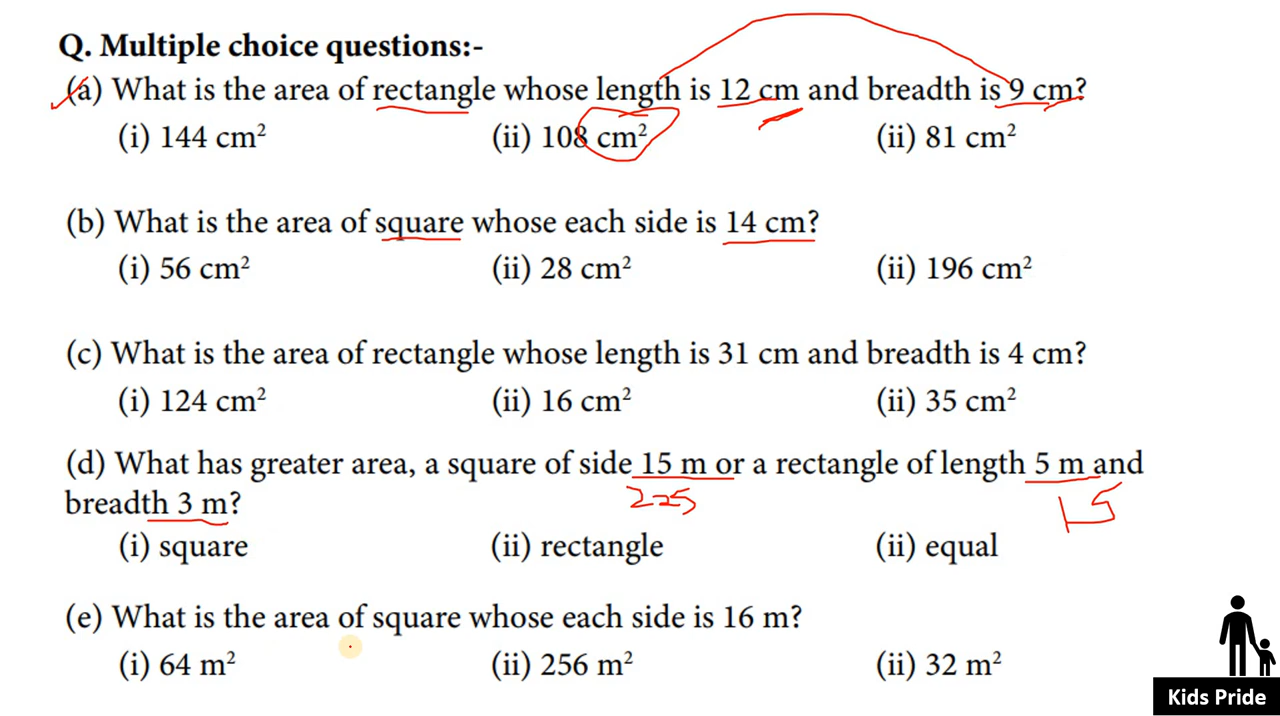 Q. Multiple choice questions:-
(a) What is the area of rectangle whose length is 12 cm and breadth is 9 cm?
(i) 144 cm² (ii) 108 cm² (ii) 81 cm²
(b) What is the area of square whose each side is 14 cm?
(i) 56 cm² (ii) 28 cm² (ii) 196 cm²
(c) What is the area of rectangle whose length is 31 cm and breadth is 4 cm?
(i) 124 cm² (ii) 16 cm² (ii) 35 cm²
(d) What has greater area, a square of side 15 m or a rectangle of length 5 m and
breadth 3 m?
225 15
(i) square (ii) rectangle (ii) equal
(e) What is the area of square whose each side is 16 m?
(i) 64 m² (ii) 256 m² (ii) 32 m²
Kids Pride